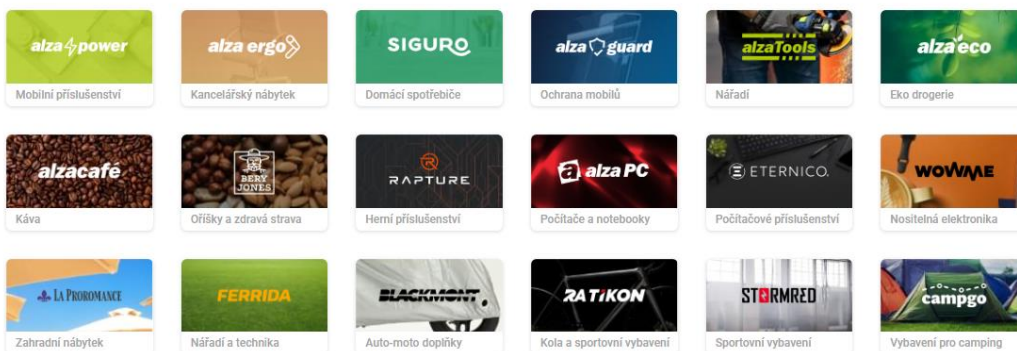 alza power
alza ergo
SIGURO
alza guard
alzaTools
alza eco
Mobilní příslušenství
Kancelářský nábytek
Domácí spotřebiče
Ochrana mobilů
Nářadí
Eko drogerie
alzacafé
BERY
JONES
RAPTURE
alza PC
ETERNICO.
WOWME
Káva
Oříšky a zdravá strava
Herní příslušenství
Počítače a notebooky
Počítačové příslušenství
Nositelná elektronika
LA PROROMANCE
FERRIDA
BLACKMONT
RATIKON
STORMRED
campgo
Zahradní nábytek
Nářadí a technika
Auto-moto doplňky
Kola a sportovní vybavení
Sportovní vybavení
Vybavení pro camping